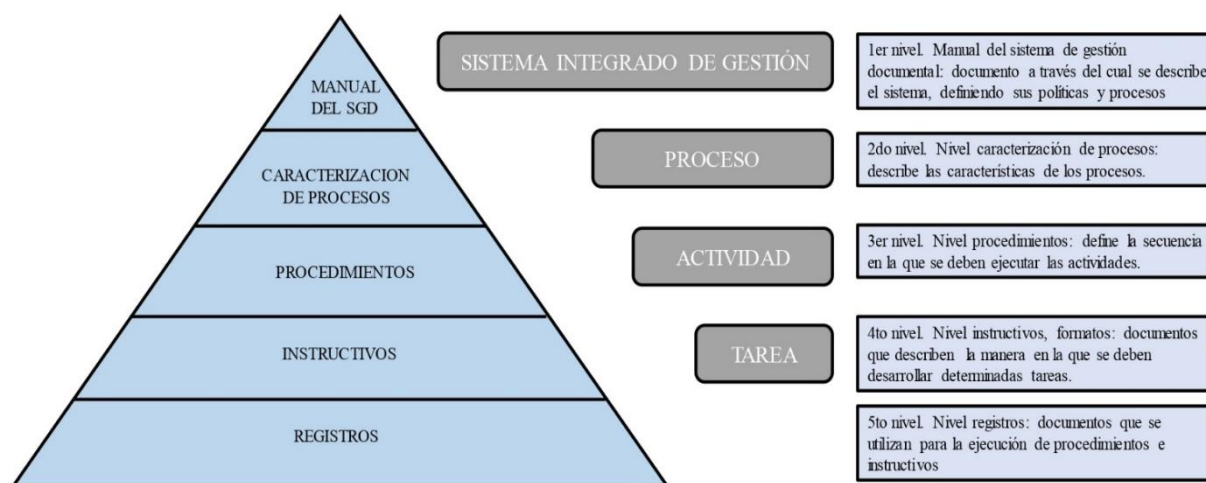 MANUAL
DEL SGD
SISTEMA INTEGRADO DE GESTIÓN
1er nivel. Manual del sistema de gestión
documental: documento a través del cual se describe
el sistema, definiendo sus políticas y procesos
CARACTERIZACION
DE PROCESOS
PROCESO
2do nivel. Nivel caracterización de procesos:
describe las características de los procesos.
PROCEDIMIENTOS
ACTIVIDAD
3er nivel. Nivel procedimientos: define la secuencia
en la que se deben ejecutar las actividades.
INSTRUCTIVOS
TAREA
4to nivel. Nivel instructivos, formatos: documentos
que describen la manera en la que se deben
desarrollar determinadas tareas.
REGISTROS
5to nivel. Nivel registros: documentos que se
utilizan para la ejecución de procedimientos e
instructivos